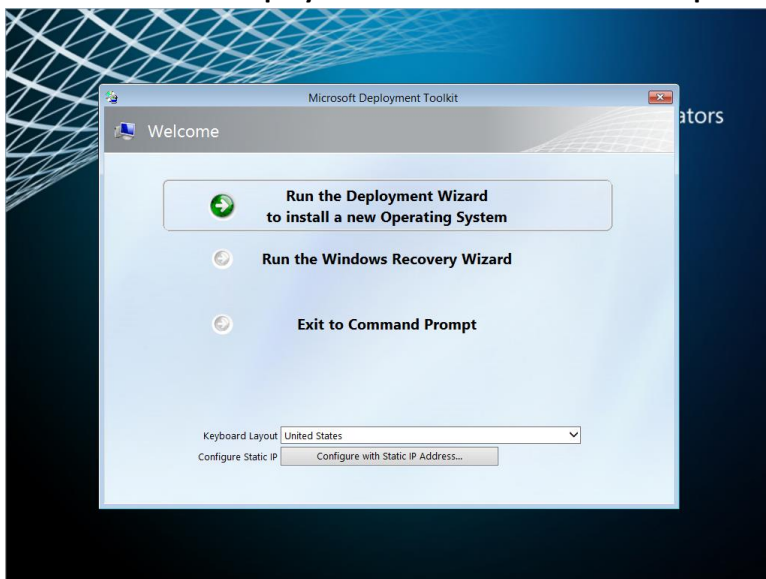 Microsoft Deployment Toolkit
Welcome
Run the Deployment Wizard
to install a new Operating System
Run the Windows Recovery Wizard
Exit to Command Prompt
Keyboard Layout United States
Configure Static IP Configure with Static IP Address...